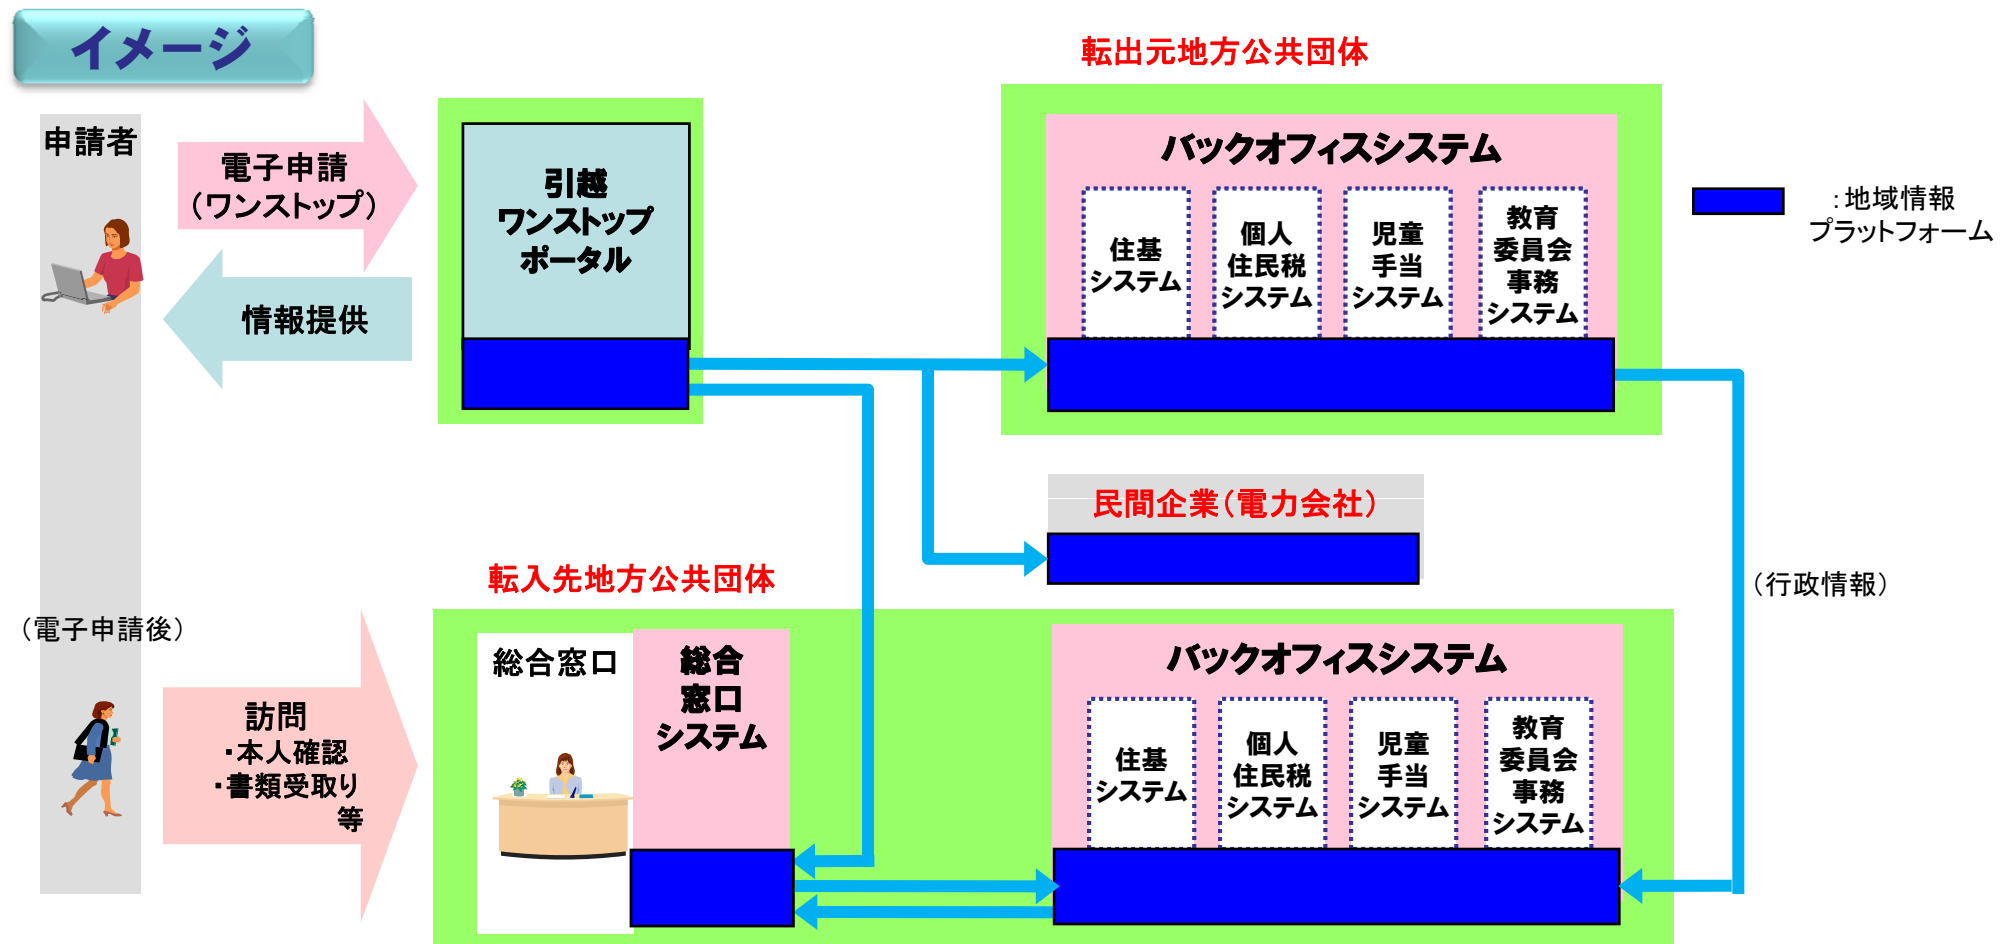 イメージ
転出元地方公共団体
申請者
電子申請
（ワンストップ）
情報提供
引越
ワンストップ
ポータル
バックオフィスシステム
住基
システム
個人
住民税
システム
児童
手当
システム
教育
委員会
事務
システム
：地域情報
プラットフォーム
民間企業（電力会社）
（行政情報）
転入先地方公共団体
（電子申請後）
訪問
・本人確認
・書類受取り
等
総合窓口
総合
窓口
システム
バックオフィスシステム
住基
システム
個人
住民税
システム
児童
手当
システム
教育
委員会
事務
システム